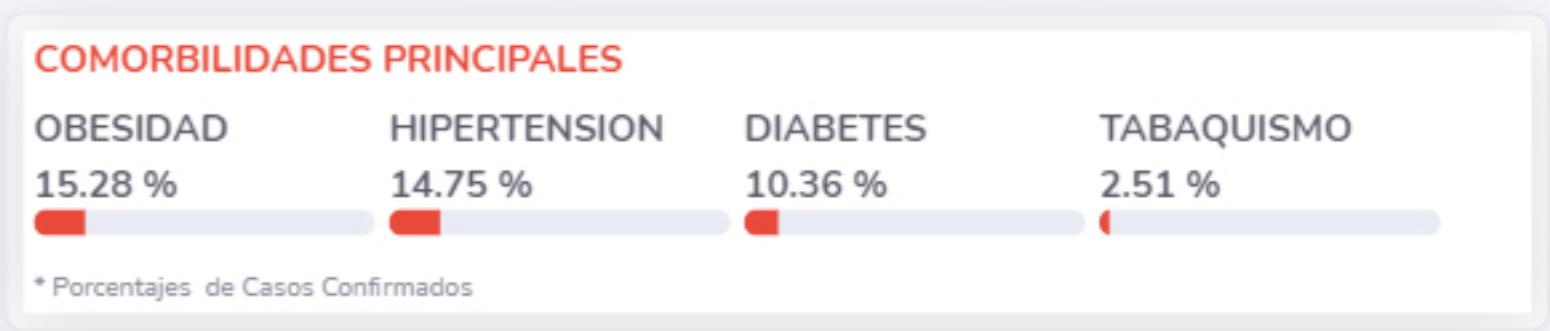 COMORBILIDADES PRINCIPALES
OBESIDAD HIPERTENSION DIABETES TABAQUISMO
15.28 % 14.75 % 10.36 % 2.51 %
* Porcentajes de Casos Confirmados